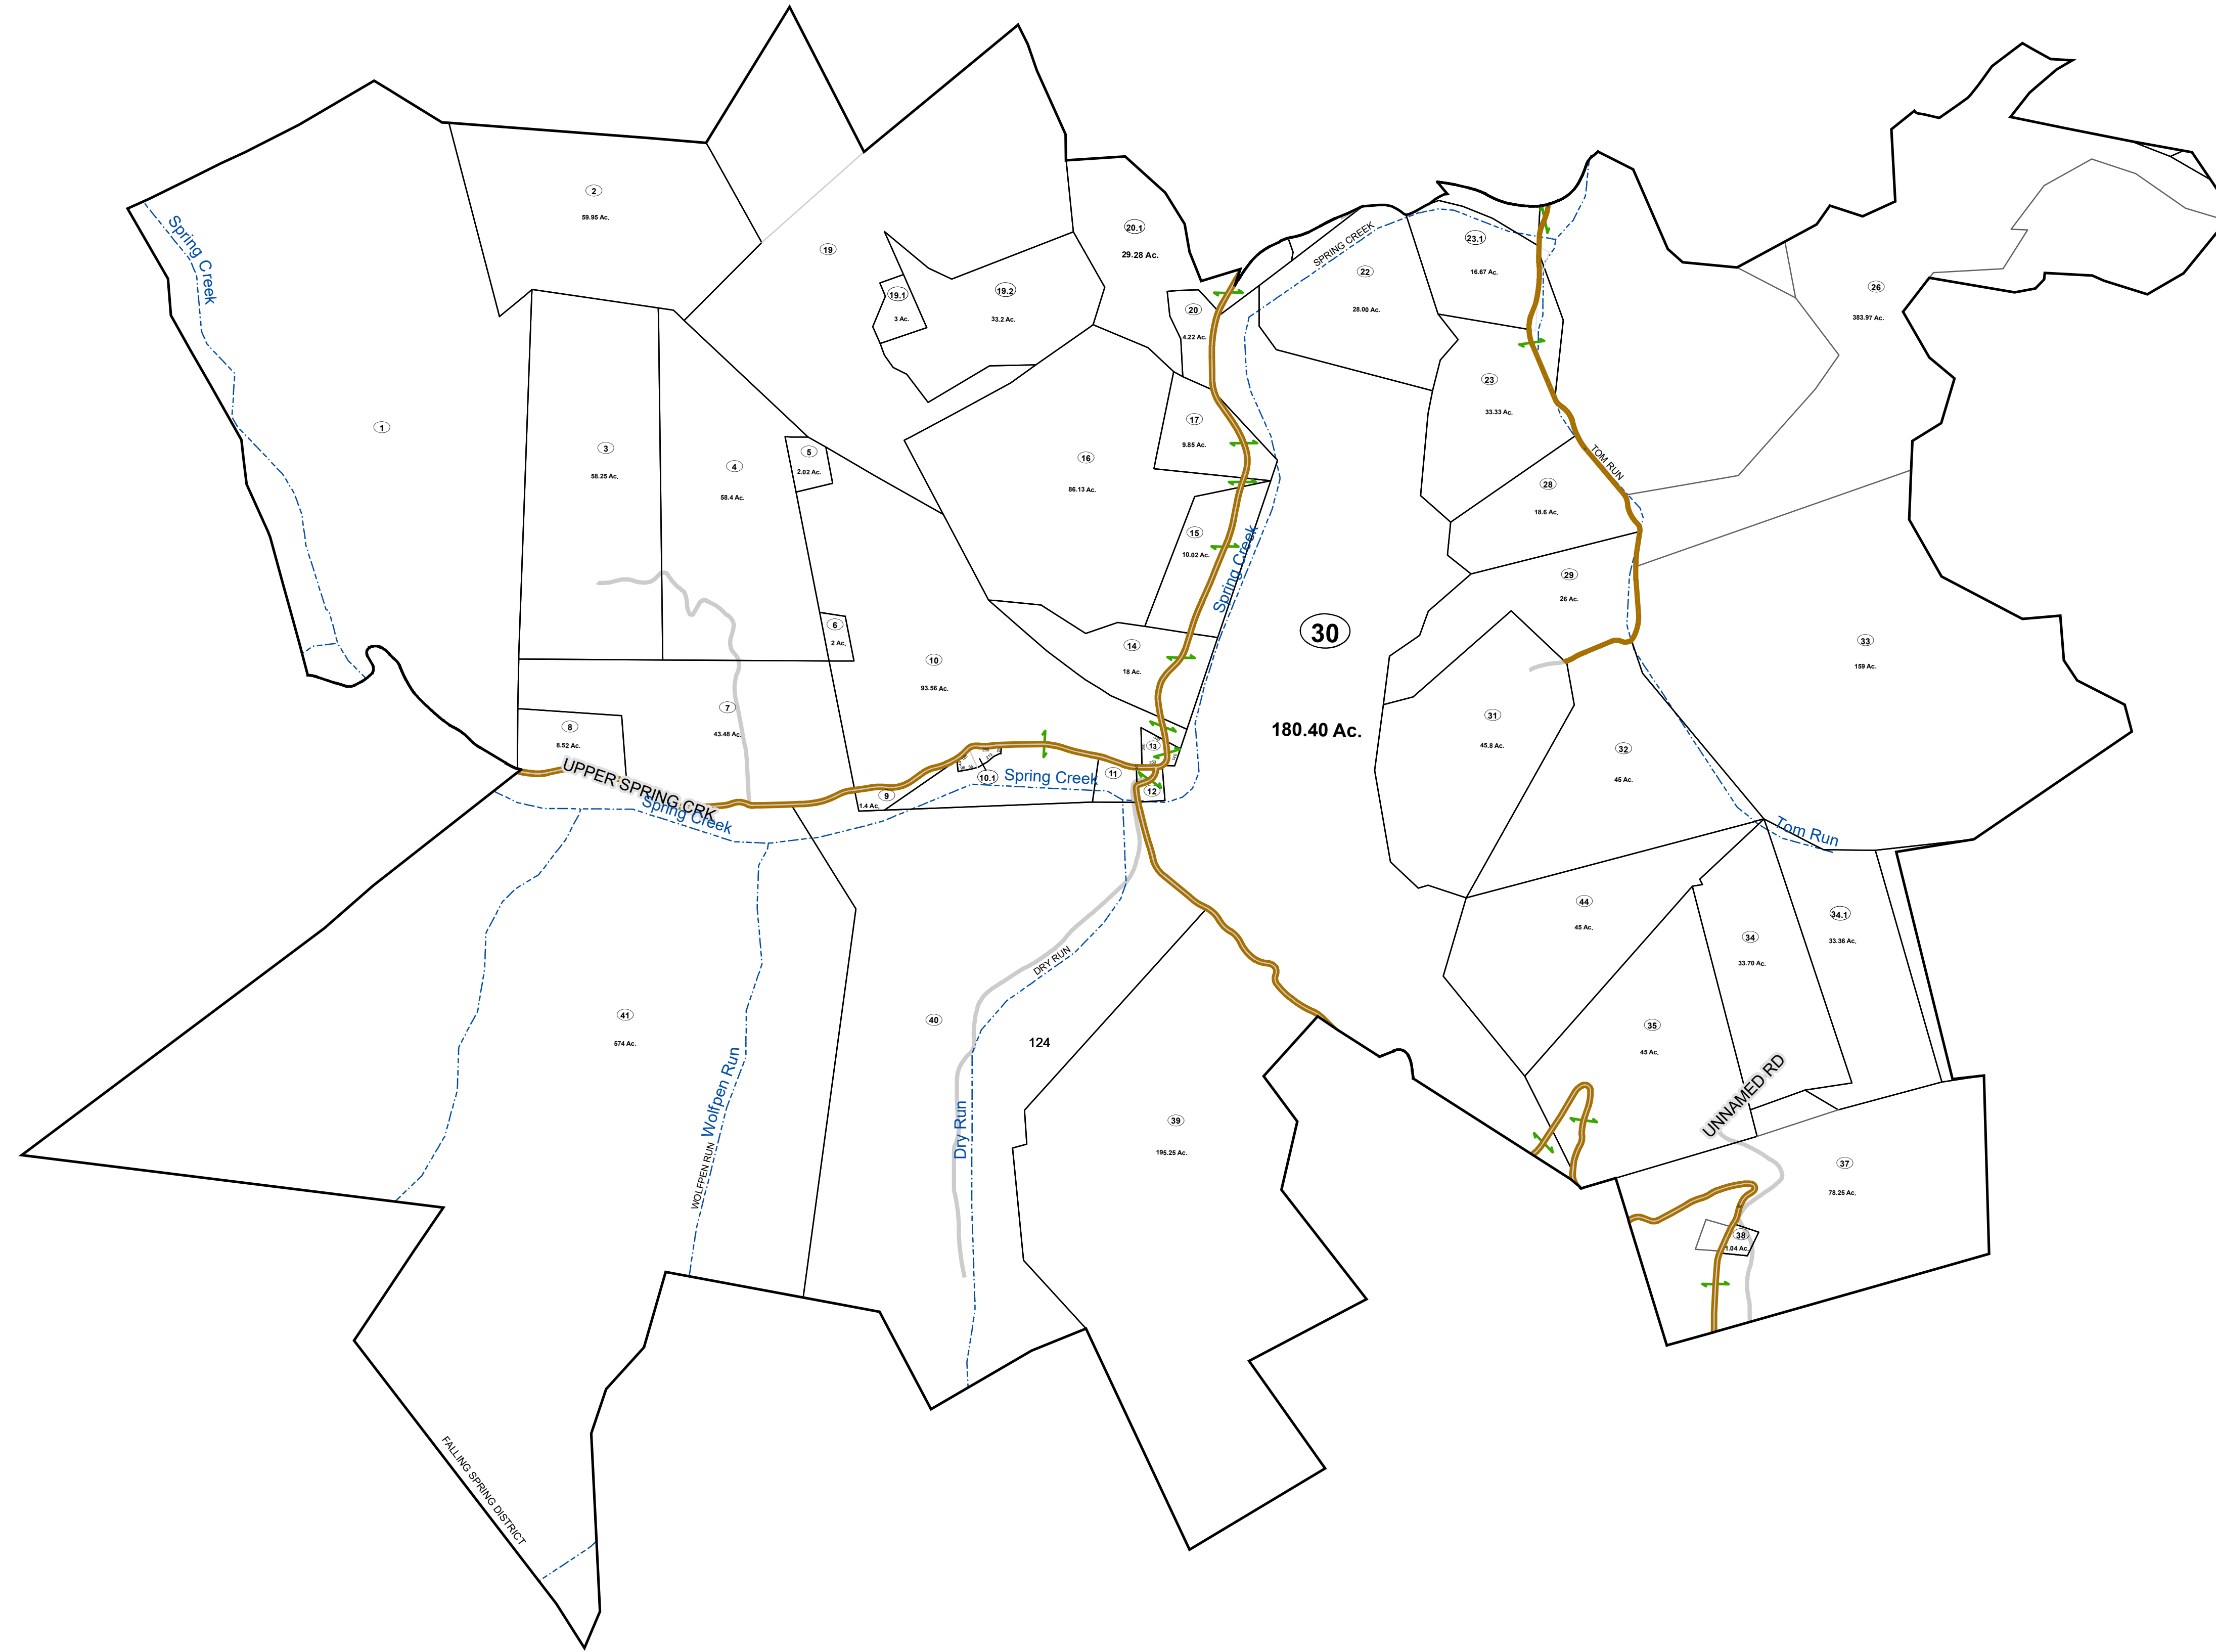 2
59.95 Ac.
Spring Creek
19
20.1
29.28 Ac.
SPRING CREEK
23.1
16.67 Ac.
22
28.00 Ac.
26
383.97 Ac.
19.1
3 Ac.
19.2
33.2 Ac.
20
4.22 Ac.
1
3
58.25 Ac.
4
58.4 Ac.
5
2.02 Ac.
16
86.13 Ac.
17
9.85 Ac.
23
33.33 Ac.
TOM RUN
28
18.6 Ac.
15
10.02 Ac.
Spring Creek
29
26 Ac.
6
2 Ac.
10
93.56 Ac.
14
18 Ac.
30
180.40 Ac.
33
159 Ac.
31
45.8 Ac.
32
45 Ac.
7
43.48 Ac.
8
8.52 Ac.
UPPER SPRING CRK
Spring Creek
9
1.4 Ac.
10.1
Spring Creek
11
13
12
Tom Run
44
45 Ac.
34
33.70 Ac.
34.1
33.36 Ac.
DRY RUN
41
574 Ac.
40
124
35
45 Ac.
UNNAMED RD
Wolfpen Run
WOLFPEN RUN
Dry Run
39
195.25 Ac.
37
78.25 Ac.
38
1.04 Ac.
FALLING SPRING DISTRICT